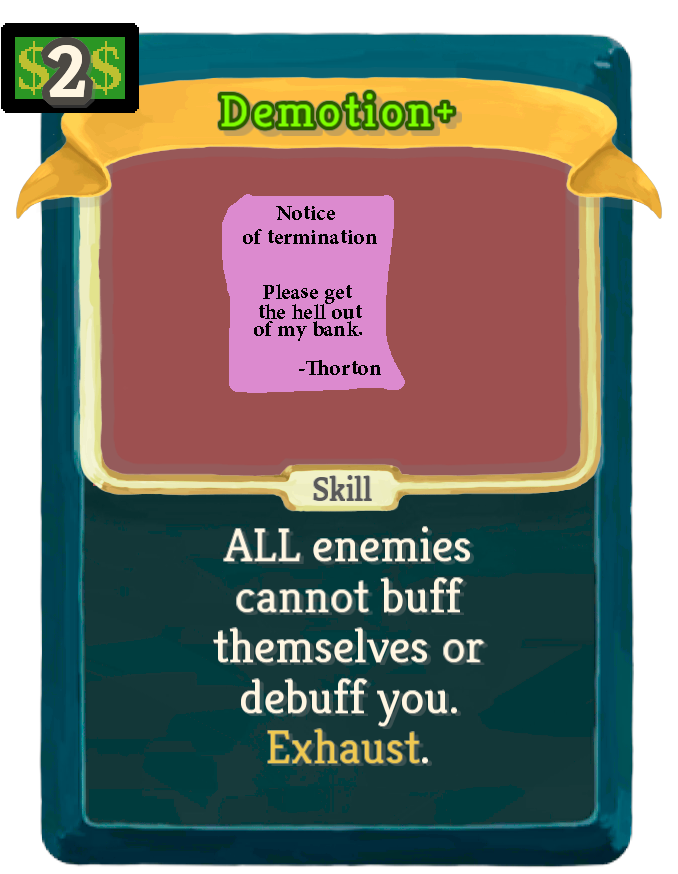 $2$
Demotion+
Notice
of termination
Please get
the hell out
of my bank.
-Thorton
Skill
ALL enemies
cannot buff
themselves or
debuff you.
Exhaust.